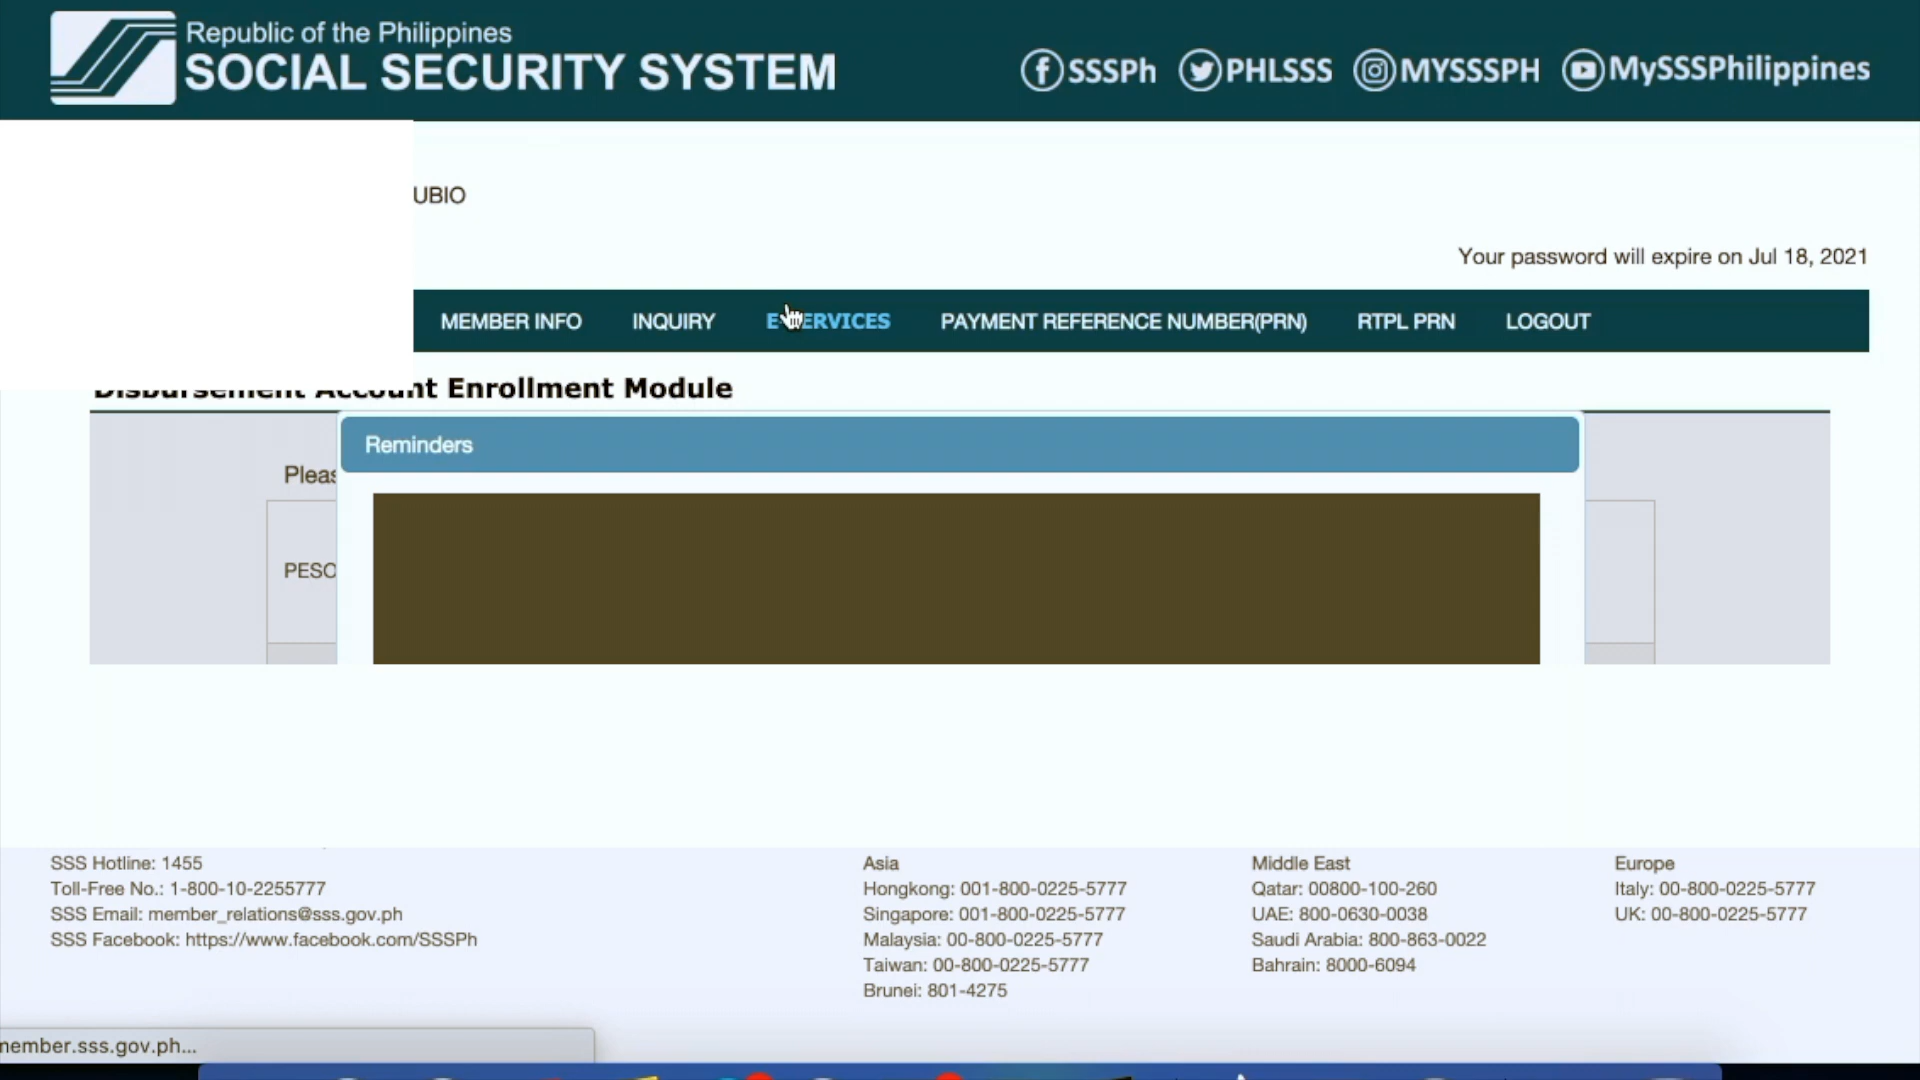 Republic of the Philippines
SOCIAL SECURITY SYSTEM
SSSPh PHLSSS MYSSSPH MySSSPhilippines
UBIO
Your password will expire on Jul 18, 2021
MEMBER INFO INQUIRY E-SERVICES PAYMENT REFERENCE NUMBER(PRN) RTPL PRN LOGOUT
Disbursement Account Enrollment Module
Reminders
Pleas
PESO
SSS Hotline: 1455
Toll-Free No.: 1-800-10-2255777
SSS Email: member_relations@sss.gov.ph
SSS Facebook: https://www.facebook.com/SSSPh
Asia
Hongkong: 001-800-0225-5777
Singapore: 001-800-0225-5777
Malaysia: 00-800-0225-5777
Taiwan: 00-800-0225-5777
Brunei: 801-4275
Middle East
Qatar: 00800-100-260
UAE: 800-0630-0038
Saudi Arabia: 800-863-0022
Bahrain: 8000-6094
Europe
Italy: 00-800-0225-5777
UK: 00-800-0225-5777
member.sss.gov.ph...